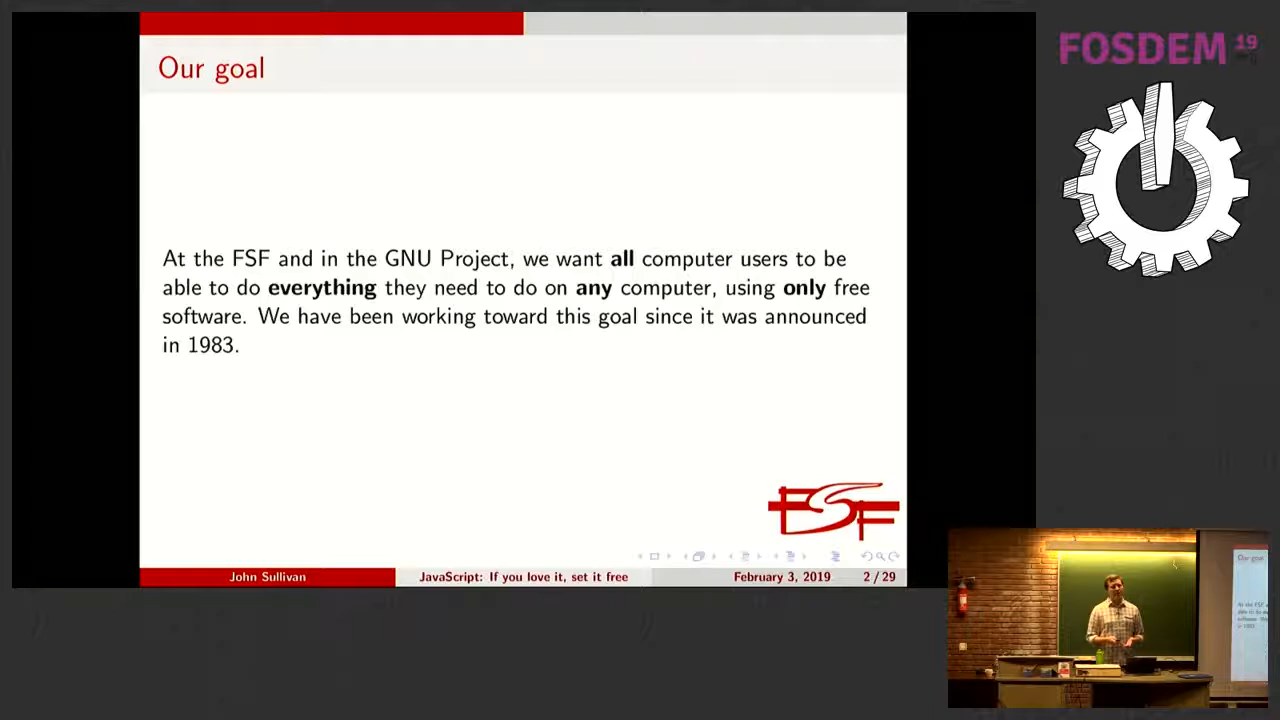 Our goal
FOSDEM 19
At the FSF and in the GNU Project, we want all computer users to be
able to do everything they need to do on any computer, using only free
software. We have been working toward this goal since it was announced
in 1983.
FSF
John Sullivan
JavaScript: If you love it, set it free
February 3, 2019
2 / 29
Our goal